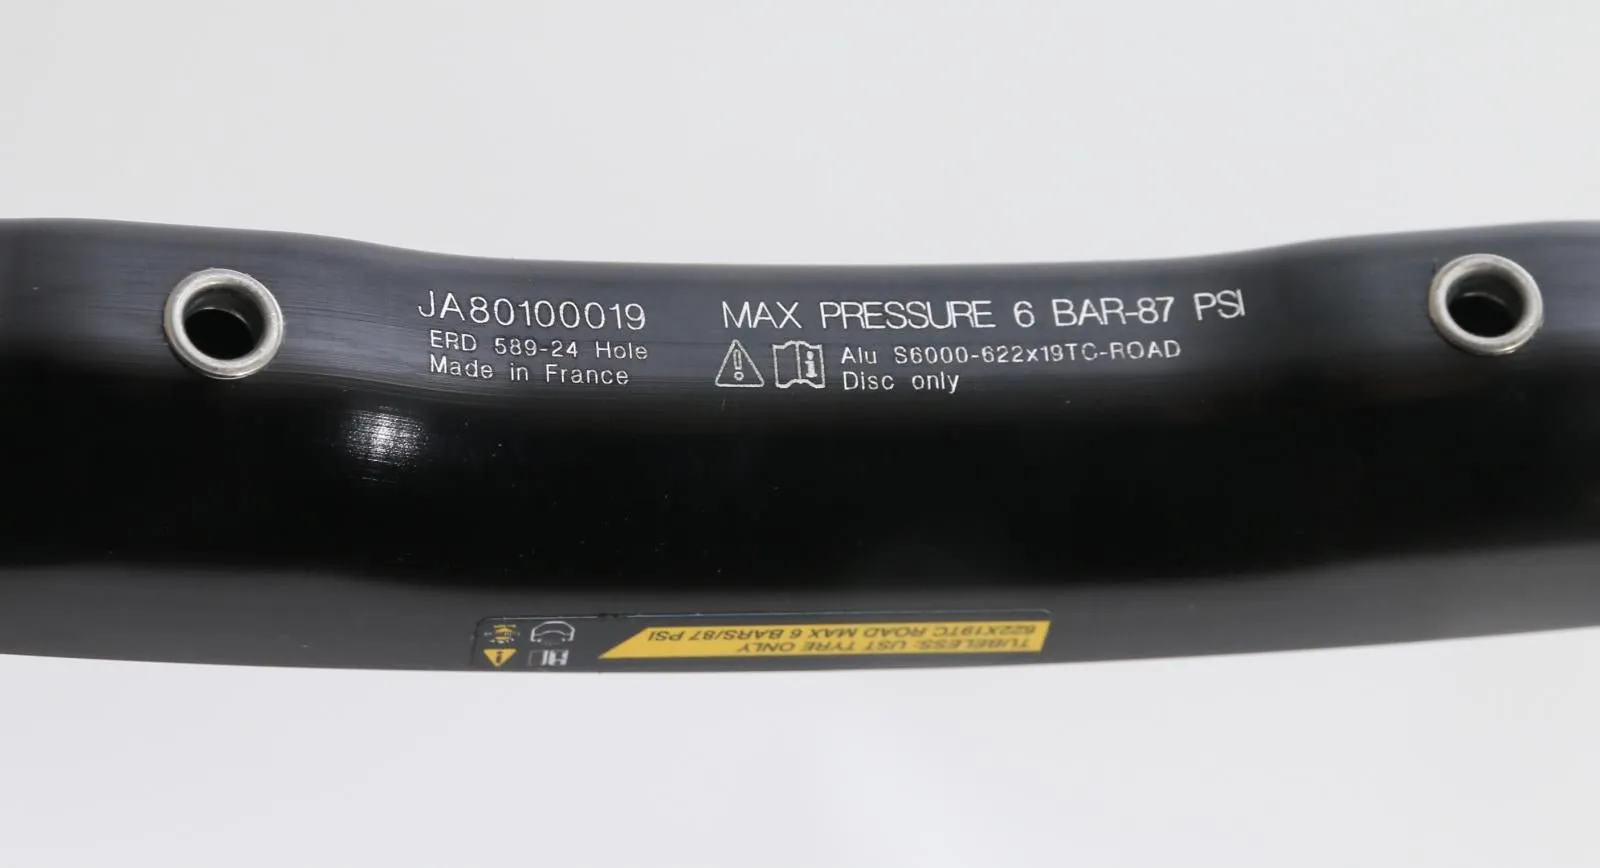 JA80100019
ERD 589-24 Hole
Made in France
MAX PRESSURE 6 BAR-87 PSI
Alu S6000-622x19TC-ROAD
Disc only
TUBELESS: UST TYRE ONLY
622X19TC ROAD MAX 6 BARS/87 PSI